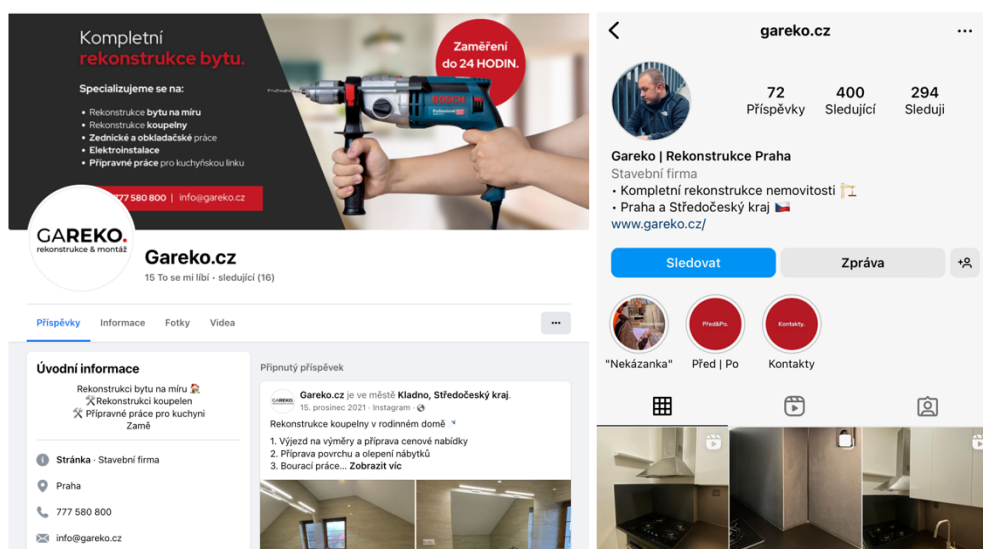 Kompletní
rekonstrukce bytu.
Specializujeme se na:
• Rekonstrukce bytu na míru
• Rekonstrukce koupelny
• Zednické a obkladačské práce
• Elektroinstalace
• Přípravné práce pro kuchyňskou linku
777 580 800 | info@gareko.cz
Zaměření
do 24 HODIN.
BOSCH
Professional
GAREKO.
rekonstrukce & montáž
Gareko.cz
15 To se mi líbí • sledující (16)
Příspěvky Informace Fotky Videa
Úvodní informace
Rekonstrukci bytu na míru 🏠
🛠Rekonstrukci koupelen
🛠 Přípravné práce pro kuchyni
Zamě
Stránka · Stavební firma
Praha
777 580 800
info@gareko.cz
Připnutý příspěvek
GAREKO.
Gareko.cz je ve městě Kladno, Středočeský kraj.
15. prosinec 2021 · Instagram ·
Rekonstrukce koupelny v rodinném domě 🚿
1. Výjezd na výměry a příprava cenové nabídky
2. Příprava povrchu a olepení nábytků
3. Bourací práce... Zobrazit víc
gareko.cz
72 400 294
Příspěvky Sledující Sleduji
Gareko | Rekonstrukce Praha
Stavební firma
• Kompletní rekonstrukce nemovitosti 🏗️
• Praha a Středočeský kraj 🇨🇿
www.gareko.cz/
Sledovat Zpráva
Před&Po. Kontakty.
"Nekázanka" Před | Po Kontakty